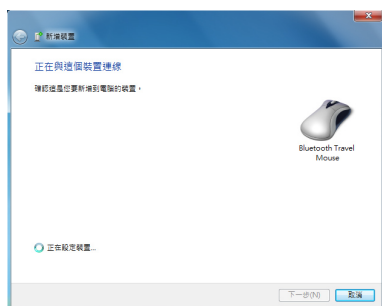 新增裝置
正在與這個裝置連線
確認這是您要新增到電腦的裝置，
Bluetooth Travel
Mouse
正在設定裝置...
下一步(N)
取消